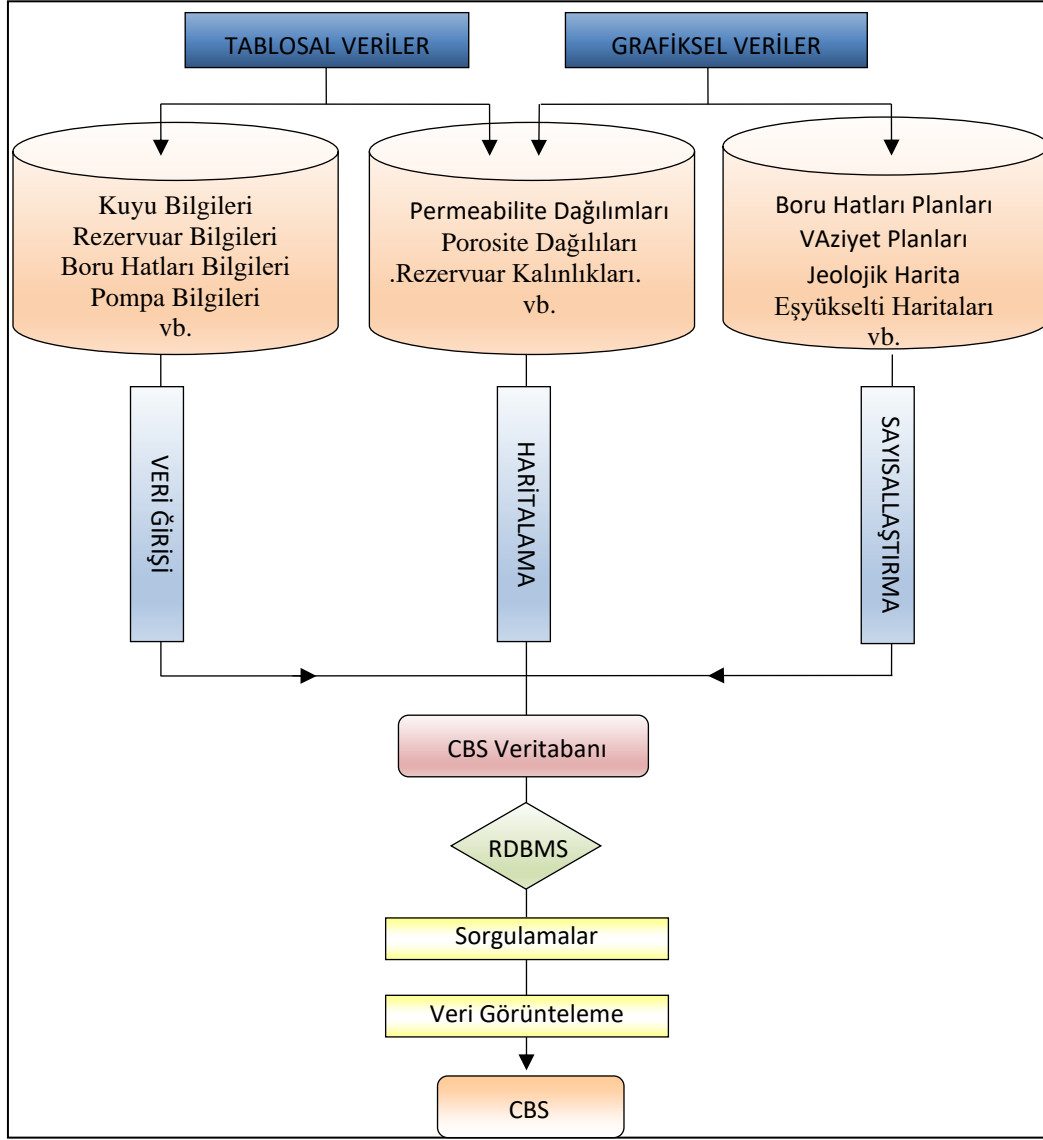 TABLOSAL VERİLER
GRAFİKSEL VERİLER
Kuyu Bilgileri
Rezervuar Bilgileri
Boru Hatları Bilgileri
Pompa Bilgileri
vb.
Permeabilite Dağılımları
Porosite Dağılıları
.Rezervuar Kalınlıkları.
vb.
Boru Hatları Planları
VAziyet Planları
Jeolojik Harita
Eşyükselti Haritaları
vb.
VERİ ĞİRİŞİ
HARİTALAMA
SAYISALLAŞTIRMA
CBS Veritabanı
RDBMS
Sorgulamalar
Veri Görünteleme
CBS